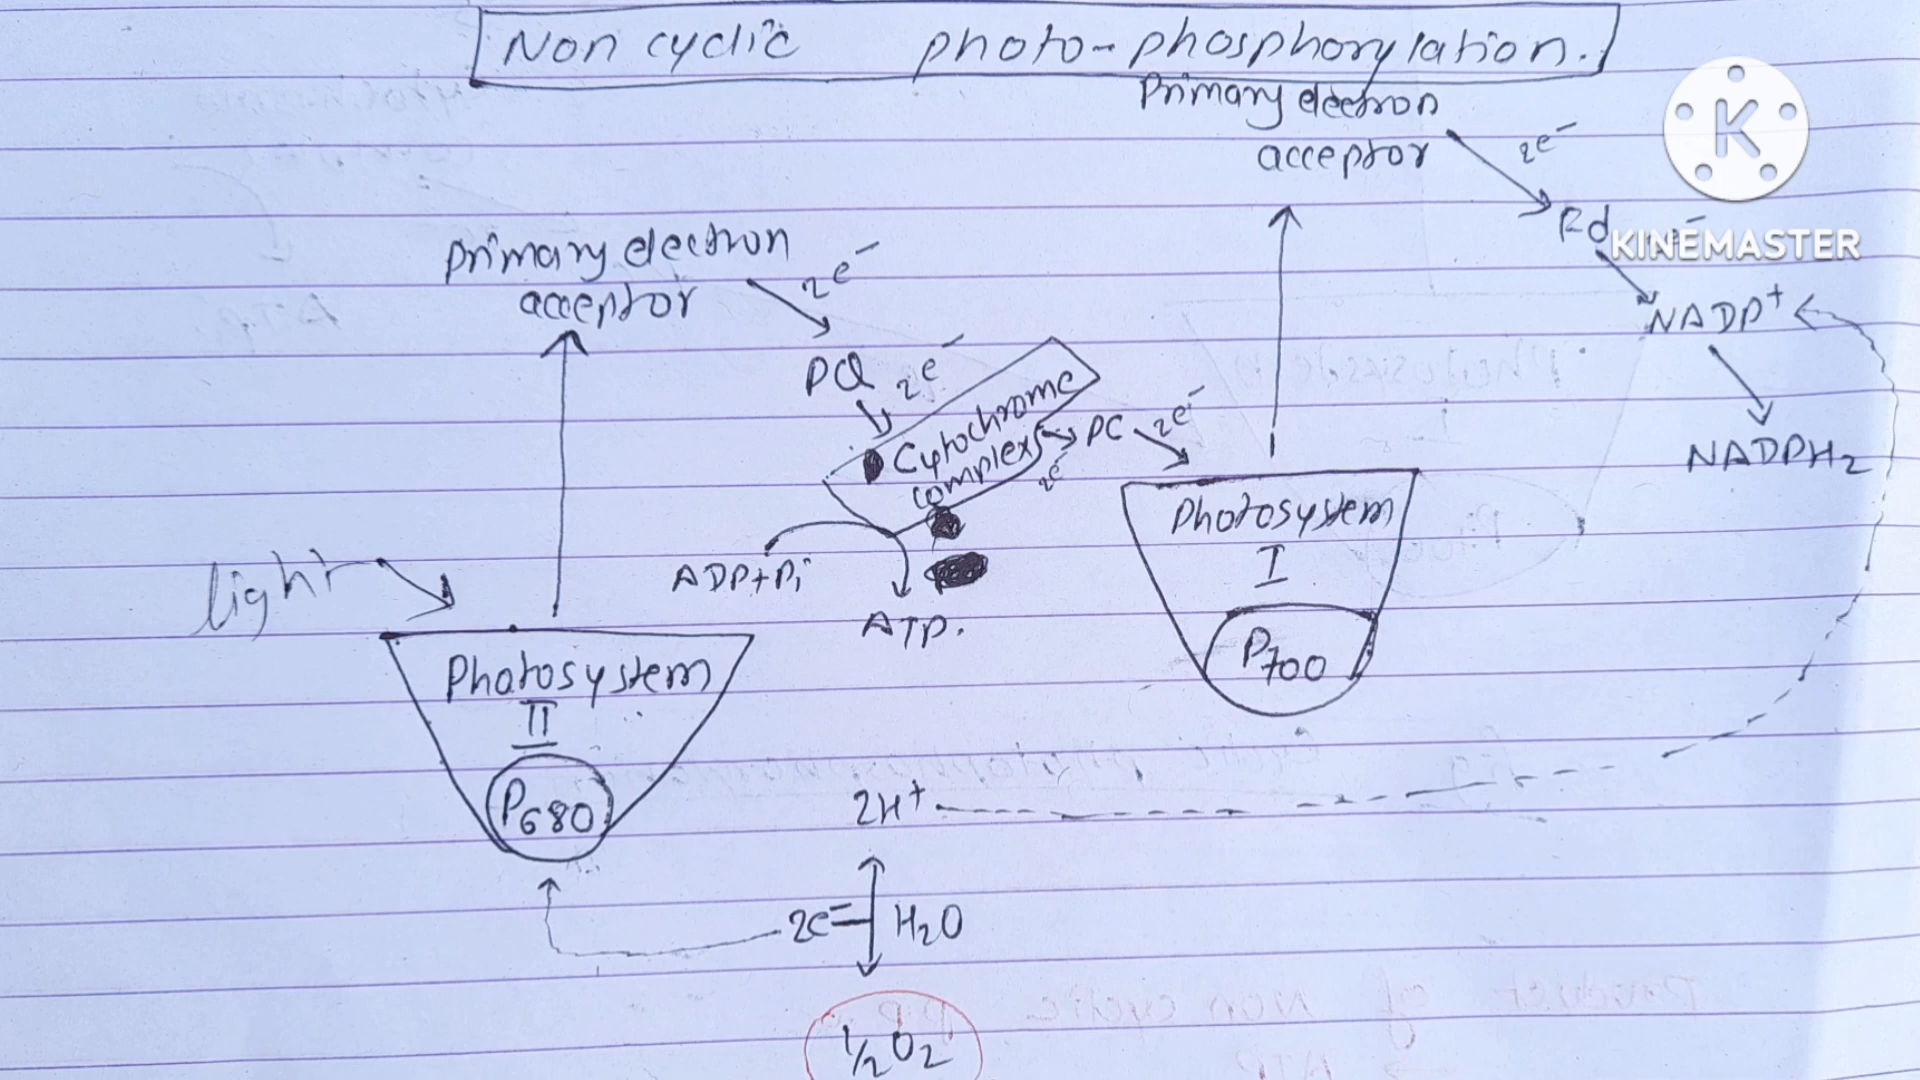 Non cyclic photo-phosphorylation.
Primary electron
acceptor
2e⁻
Fd
KINEMASTER
NADP⁺
NADPH₂
Primary electron
acceptor
2e⁻
PQ 2e⁻
Cytochrome
complex
2e⁻
PC 2e⁻
ADP+Pi
ATP.
Photosystem
I
P₇₀₀
light
Photosystem
II
P₆₈₀
2H⁺
2e⁻ H₂O
½O₂